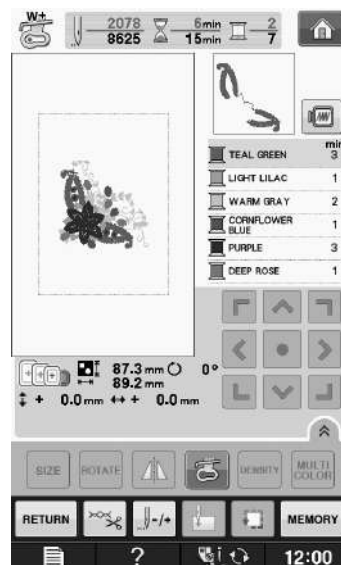 W+
2078 6min 2
8625 15min 7
min
TEAL GREEN 3
LIGHT LILAC 1
WARM GRAY 2
CORNFLOWER
BLUE 1
PURPLE 3
DEEP ROSE 1
87.3 mm 0°
89.2 mm
+ 0.0 mm + 0.0 mm
SIZE ROTATE DENSITY MULTI
COLOR
RETURN -/+ MEMORY
? i 12:00